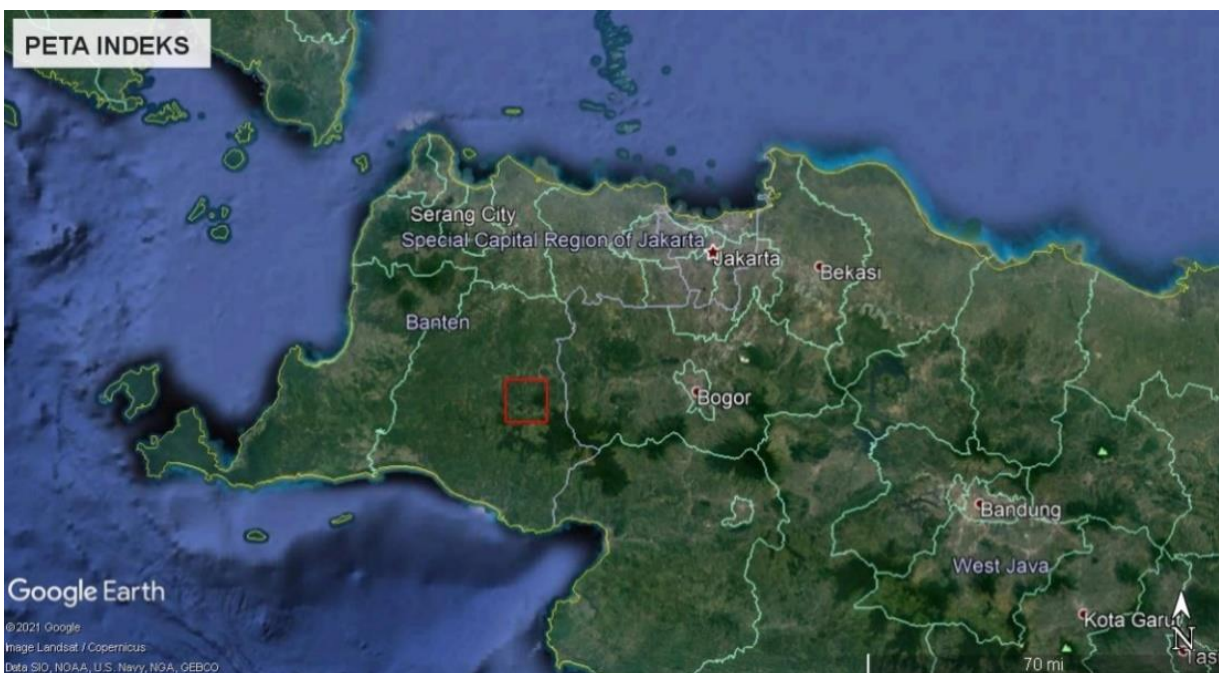 PETA INDEKS
Serang City
Special Capital Region of Jakarta
Jakarta
Bekasi
Banten
Bogor
Bandung
West Java
Google Earth
©2021 Google
Image Landsat / Copernicus
Data SIO, NOAA, U.S. Navy, NGA, GEBCO
Kota Garut
N
70 mi
Tas